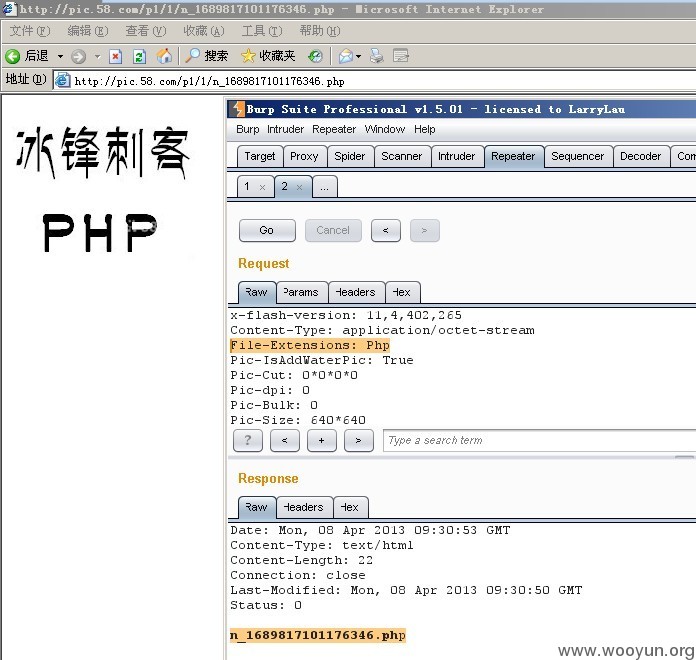 http://pic.58.com/p1/1/n_1689817101176346.php - Microsoft Internet Explorer
文件(F) 编辑(E) 查看(V) 收藏(A) 工具(T) 帮助(H)
后退 搜索 收藏夹
地址(D) http://pic.58.com/p1/1/n_1689817101176346.php
冰锋刺客
PHP
Burp Suite Professional v1.5.01 - licensed to LarryLau
Burp Intruder Repeater Window Help
Target Proxy Spider Scanner Intruder Repeater Sequencer Decoder Com
1 × 2 × ...
Go Cancel < >
Request
Raw Params Headers Hex
x-flash-version: 11,4,402,265
Content-Type: application/octet-stream
File-Extensions: Php
Pic-IsAddWaterPic: True
Pic-Cut: 0*0*0*0
Pic-dpi: 0
Pic-Bulk: 0
Pic-Size: 640*640
? < + > Type a search term
Response
Raw Headers Hex
Date: Mon, 08 Apr 2013 09:30:53 GMT
Content-Type: text/html
Content-Length: 22
Connection: close
Last-Modified: Mon, 08 Apr 2013 09:30:50 GMT
Status: 0
n_1689817101176346.php
www.wooyun.org